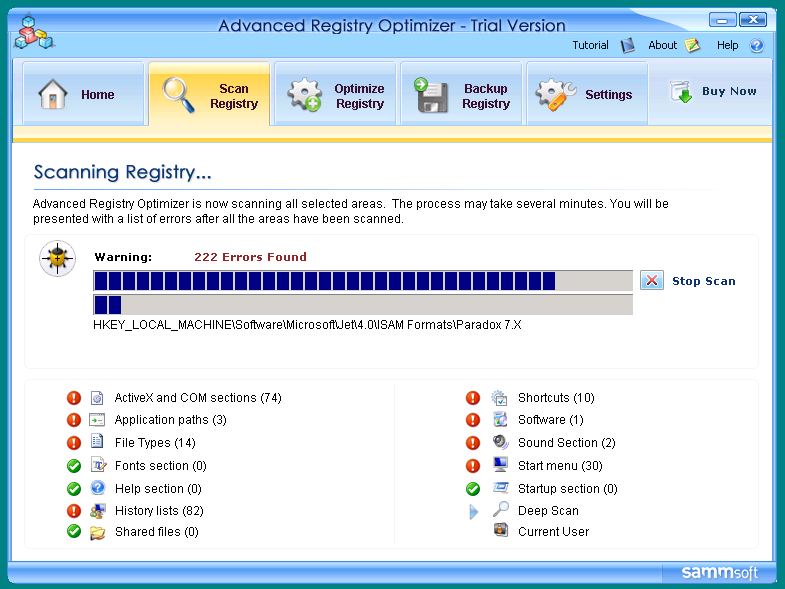 Advanced Registry Optimizer - Trial Version
Tutorial About Help
Home
Scan Registry
Optimize Registry
Backup Registry
Settings
Buy Now
Scanning Registry...
Advanced Registry Optimizer is now scanning all selected areas. The process may take several minutes. You will be
presented with a list of errors after all the areas have been scanned.
Warning: 222 Errors Found
Stop Scan
HKEY_LOCAL_MACHINE\Software\Microsoft\Jet\4.0\ISAM Formats\Paradox 7.X
ActiveX and COM sections (74)
Application paths (3)
File Types (14)
Fonts section (0)
Help section (0)
History lists (82)
Shared files (0)
Shortcuts (10)
Software (1)
Sound Section (2)
Start menu (30)
Startup section (0)
Deep Scan
Current User
sammsoft